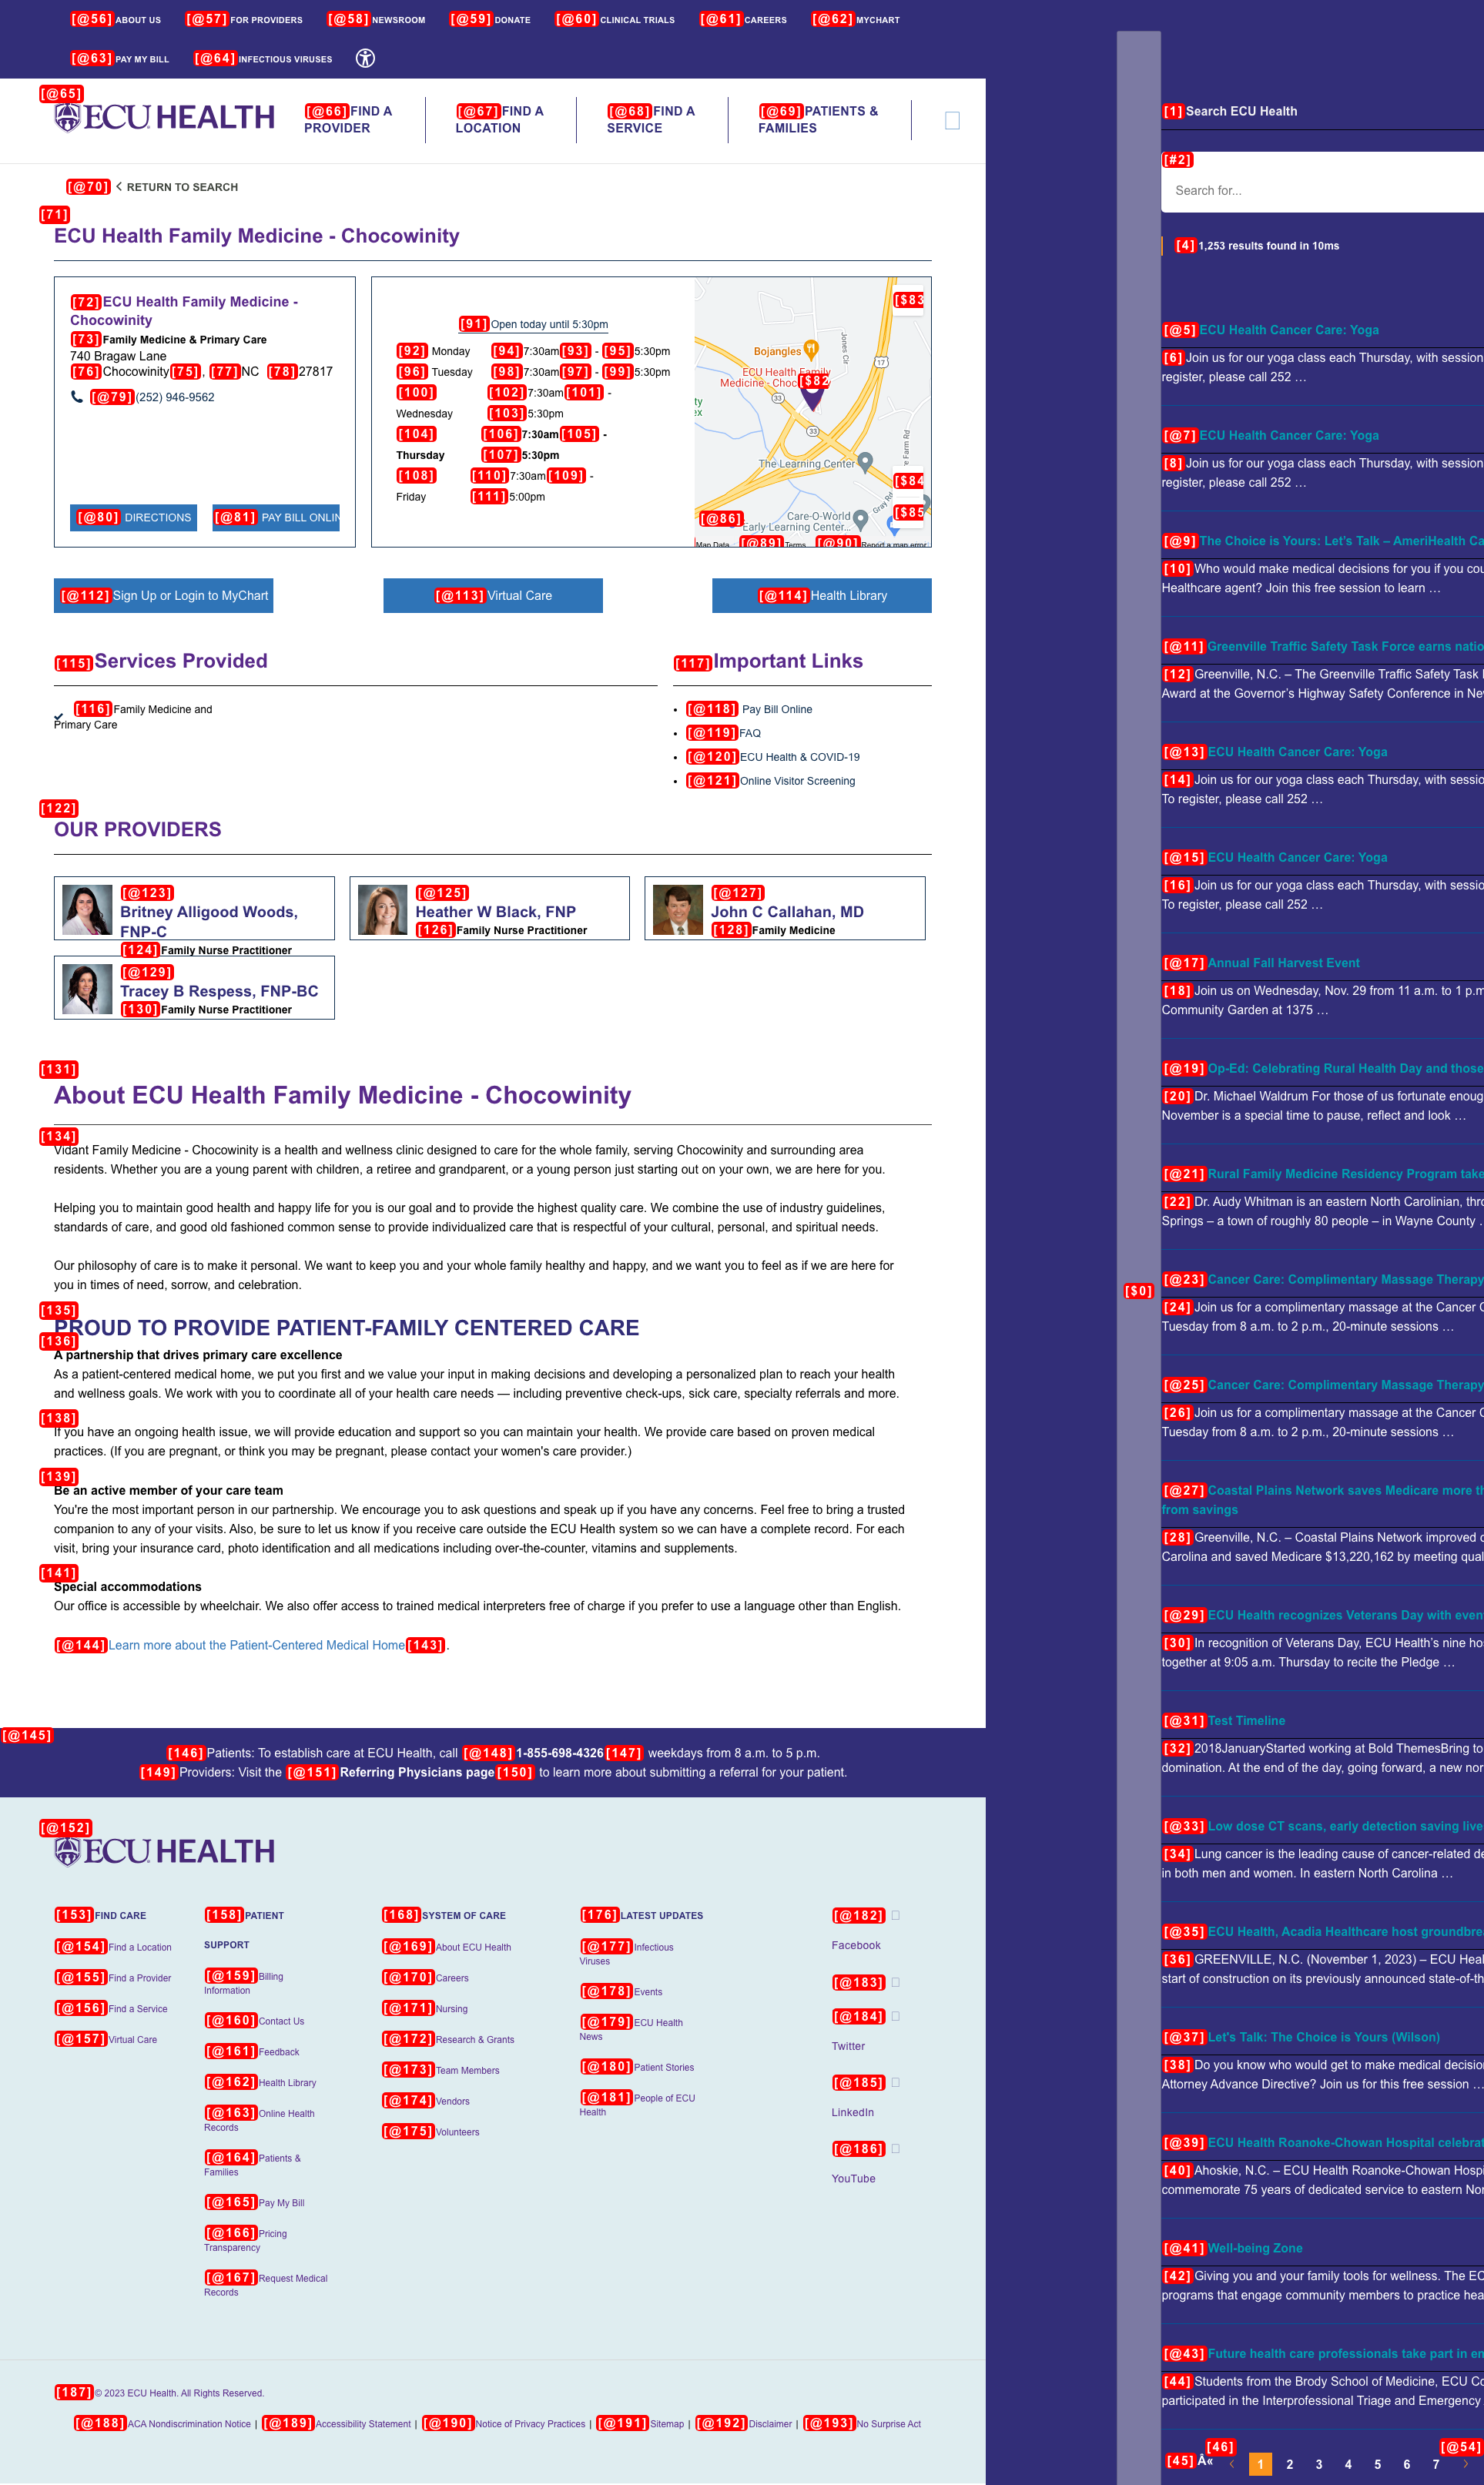 [@56] ABOUT US [@57] FOR PROVIDERS [@58] NEWSROOM [@59] DONATE [@60] CLINICAL TRIALS [@61] CAREERS [@62] MYCHART
[@63] PAY MY BILL [@64] INFECTIOUS VIRUSES
[@65]
ECU HEALTH
[@66] FIND A PROVIDER
[@67] FIND A LOCATION
[@68] FIND A SERVICE
[@69] PATIENTS & FAMILIES
[@70] RETURN TO SEARCH
[71]
ECU Health Family Medicine - Chocowinity
[72] ECU Health Family Medicine -
Chocowinity
[73] Family Medicine & Primary Care
740 Bragaw Lane
[76] Chocowinity [75] , [77] NC [78] 27817
[@79] (252) 946-9562
[@80] DIRECTIONS [@81] PAY BILL ONLIN
[91] Open today until 5:30pm
[92] Monday [94] 7:30am [93] - [95] 5:30pm
[96] Tuesday [98] 7:30am [97] - [99] 5:30pm
[100] [102] 7:30am [101] -
Wednesday [103] 5:30pm
[104] [106] 7:30am [105] -
Thursday [107] 5:30pm
[108] [110] 7:30am [109] -
Friday [111] 5:00pm
[$83
Jones Cir
Bojangles
17
ECU Health Family
Medicine - Choc [$82
33
33
The Learning Center
[$84
Gray Rd
[$85
[@86]
Care-O-World
Early Learning Center...
Map Data [@89] Terms [@90] Report a map error
[@112] Sign Up or Login to MyChart [@113] Virtual Care [@114] Health Library
[115] Services Provided
[116] Family Medicine and
Primary Care
[117] Important Links
[@118] Pay Bill Online
[@119] FAQ
[@120] ECU Health & COVID-19
[@121] Online Visitor Screening
[122]
OUR PROVIDERS
[@123]
Britney Alligood Woods,
FNP-C
[124] Family Nurse Practitioner
[@125]
Heather W Black, FNP
[126] Family Nurse Practitioner
[@127]
John C Callahan, MD
[128] Family Medicine
[@129]
Tracey B Respess, FNP-BC
[130] Family Nurse Practitioner
[131]
About ECU Health Family Medicine - Chocowinity
[134]
Vidant Family Medicine - Chocowinity is a health and wellness clinic designed to care for the whole family, serving Chocowinity and surrounding area
residents. Whether you are a young parent with children, a retiree and grandparent, or a young person just starting out on your own, we are here for you.
Helping you to maintain good health and happy life for you is our goal and to provide the highest quality care. We combine the use of industry guidelines,
standards of care, and good old fashioned common sense to provide individualized care that is respectful of your cultural, personal, and spiritual needs.
Our philosophy of care is to make it personal. We want to keep you and your whole family healthy and happy, and we want you to feel as if we are here for
you in times of need, sorrow, and celebration.
[135]
PROUD TO PROVIDE PATIENT-FAMILY CENTERED CARE
[136]
A partnership that drives primary care excellence
As a patient-centered medical home, we put you first and we value your input in making decisions and developing a personalized plan to reach your health
and wellness goals. We work with you to coordinate all of your health care needs — including preventive check-ups, sick care, specialty referrals and more.
[138]
If you have an ongoing health issue, we will provide education and support so you can maintain your health. We provide care based on proven medical
practices. (If you are pregnant, or think you may be pregnant, please contact your women's care provider.)
[139]
Be an active member of your care team
You're the most important person in our partnership. We encourage you to ask questions and speak up if you have any concerns. Feel free to bring a trusted
companion to any of your visits. Also, be sure to let us know if you receive care outside the ECU Health system so we can have a complete record. For each
visit, bring your insurance card, photo identification and all medications including over-the-counter, vitamins and supplements.
[141]
Special accommodations
Our office is accessible by wheelchair. We also offer access to trained medical interpreters free of charge if you prefer to use a language other than English.
[@144] Learn more about the Patient-Centered Medical Home [143] .
[@145]
[146] Patients: To establish care at ECU Health, call [@148] 1-855-698-4326 [147] weekdays from 8 a.m. to 5 p.m.
[149] Providers: Visit the [@151] Referring Physicians page [150] to learn more about submitting a referral for your patient.
[@152]
ECU HEALTH
[153] FIND CARE
[@154] Find a Location
[@155] Find a Provider
[@156] Find a Service
[@157] Virtual Care
[158] PATIENT
SUPPORT
[@159] Billing
Information
[@160] Contact Us
[@161] Feedback
[@162] Health Library
[@163] Online Health
Records
[@164] Patients &
Families
[@165] Pay My Bill
[@166] Pricing
Transparency
[@167] Request Medical
Records
[168] SYSTEM OF CARE
[@169] About ECU Health
[@170] Careers
[@171] Nursing
[@172] Research & Grants
[@173] Team Members
[@174] Vendors
[@175] Volunteers
[176] LATEST UPDATES
[@177] Infectious
Viruses
[@178] Events
[@179] ECU Health
News
[@180] Patient Stories
[@181] People of ECU
Health
[@182]
Facebook
[@183]
[@184]
Twitter
[@185]
LinkedIn
[@186]
YouTube
[187] © 2023 ECU Health. All Rights Reserved.
[@188] ACA Nondiscrimination Notice | [@189] Accessibility Statement | [@190] Notice of Privacy Practices | [@191] Sitemap | [@192] Disclaimer | [@193] No Surprise Act
[$0]
[1] Search ECU Health
[#2]
Search for...
[4] 1,253 results found in 10ms
[@5] ECU Health Cancer Care: Yoga
[6] Join us for our yoga class each Thursday, with session
register, please call 252 …
[@7] ECU Health Cancer Care: Yoga
[8] Join us for our yoga class each Thursday, with session
register, please call 252 …
[@9] The Choice is Yours: Let's Talk – AmeriHealth Ca
[10] Who would make medical decisions for you if you cou
Healthcare agent? Join this free session to learn …
[@11] Greenville Traffic Safety Task Force earns natio
[12] Greenville, N.C. – The Greenville Traffic Safety Task
Award at the Governor's Highway Safety Conference in Ne
[@13] ECU Health Cancer Care: Yoga
[14] Join us for our yoga class each Thursday, with sessio
To register, please call 252 …
[@15] ECU Health Cancer Care: Yoga
[16] Join us for our yoga class each Thursday, with sessio
To register, please call 252 …
[@17] Annual Fall Harvest Event
[18] Join us on Wednesday, Nov. 29 from 11 a.m. to 1 p.m
Community Garden at 1375 …
[@19] Op-Ed: Celebrating Rural Health Day and those
[20] Dr. Michael Waldrum For those of us fortunate enoug
November is a special time to pause, reflect and look …
[@21] Rural Family Medicine Residency Program take
[22] Dr. Audy Whitman is an eastern North Carolinian, thro
Springs – a town of roughly 80 people – in Wayne County .
[@23] Cancer Care: Complimentary Massage Therapy
[24] Join us for a complimentary massage at the Cancer C
Tuesday from 8 a.m. to 2 p.m., 20-minute sessions …
[@25] Cancer Care: Complimentary Massage Therapy
[26] Join us for a complimentary massage at the Cancer C
Tuesday from 8 a.m. to 2 p.m., 20-minute sessions …
[@27] Coastal Plains Network saves Medicare more th
from savings
[28] Greenville, N.C. – Coastal Plains Network improved c
Carolina and saved Medicare $13,220,162 by meeting qual
[@29] ECU Health recognizes Veterans Day with even
[30] In recognition of Veterans Day, ECU Health's nine ho
together at 9:05 a.m. Thursday to recite the Pledge …
[@31] Test Timeline
[32] 2018JanuaryStarted working at Bold ThemesBring to
domination. At the end of the day, going forward, a new nor
[@33] Low dose CT scans, early detection saving live
[34] Lung cancer is the leading cause of cancer-related de
in both men and women. In eastern North Carolina …
[@35] ECU Health, Acadia Healthcare host groundbre
[36] GREENVILLE, N.C. (November 1, 2023) – ECU Heal
start of construction on its previously announced state-of-th
[@37] Let's Talk: The Choice is Yours (Wilson)
[38] Do you know who would get to make medical decisio
Attorney Advance Directive? Join us for this free session …
[@39] ECU Health Roanoke-Chowan Hospital celebrat
[40] Ahoskie, N.C. – ECU Health Roanoke-Chowan Hospi
commemorate 75 years of dedicated service to eastern Nor
[@41] Well-being Zone
[42] Giving you and your family tools for wellness. The EC
programs that engage community members to practice hea
[@43] Future health care professionals take part in en
[44] Students from the Brody School of Medicine, ECU Co
participated in the Interprofessional Triage and Emergency
[45] Â« [46] ‹ 1 2 3 4 5 6 7 [@54] ›